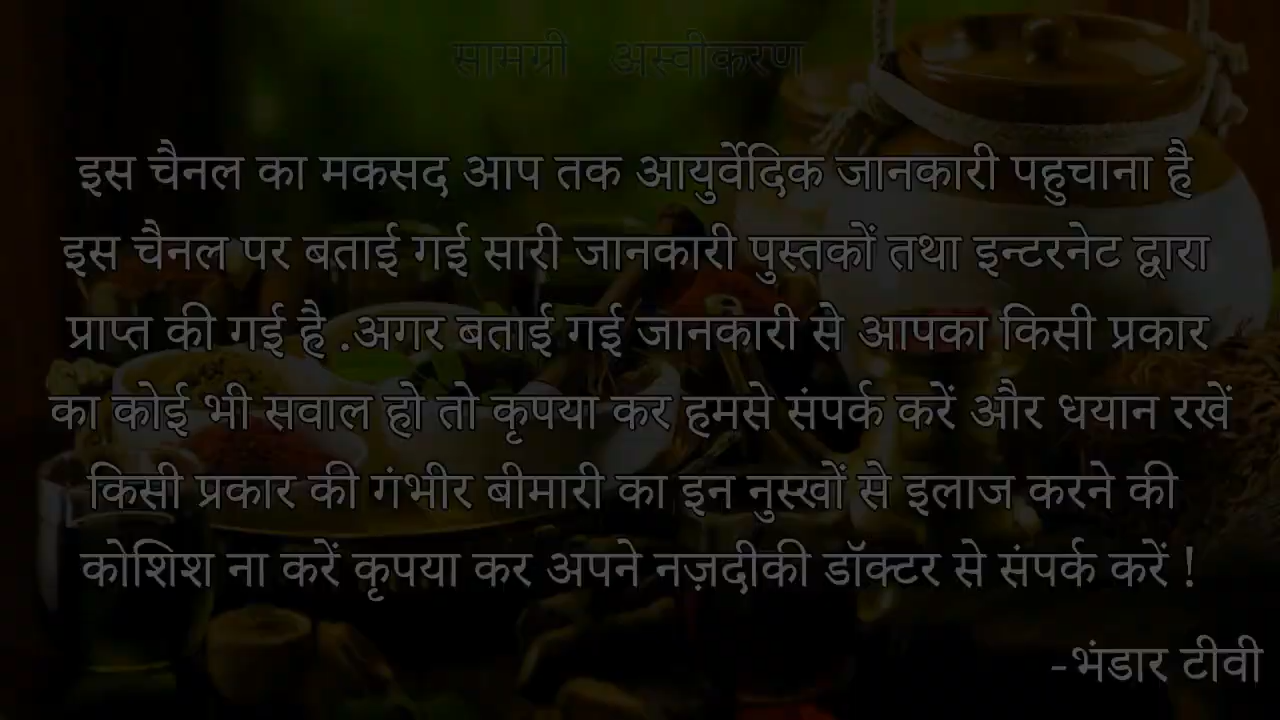 सामग्री अस्वीकरण
इस चैनल का मकसद आप तक आयुर्वेदिक जानकारी पहुचाना है
इस चैनल पर बताई गई सारी जानकारी पुस्तकों तथा इन्टरनेट द्वारा
प्राप्त की गई है .अगर बताई गई जानकारी से आपका किसी प्रकार
का कोई भी सवाल हो तो कृपया कर हमसे संपर्क करें और धयान रखें
किसी प्रकार की गंभीर बीमारी का इन नुस्खों से इलाज करने की
कोशिश ना करें कृपया कर अपने नज़दीकी डॉक्टर से संपर्क करें !
-भंडार टीवी